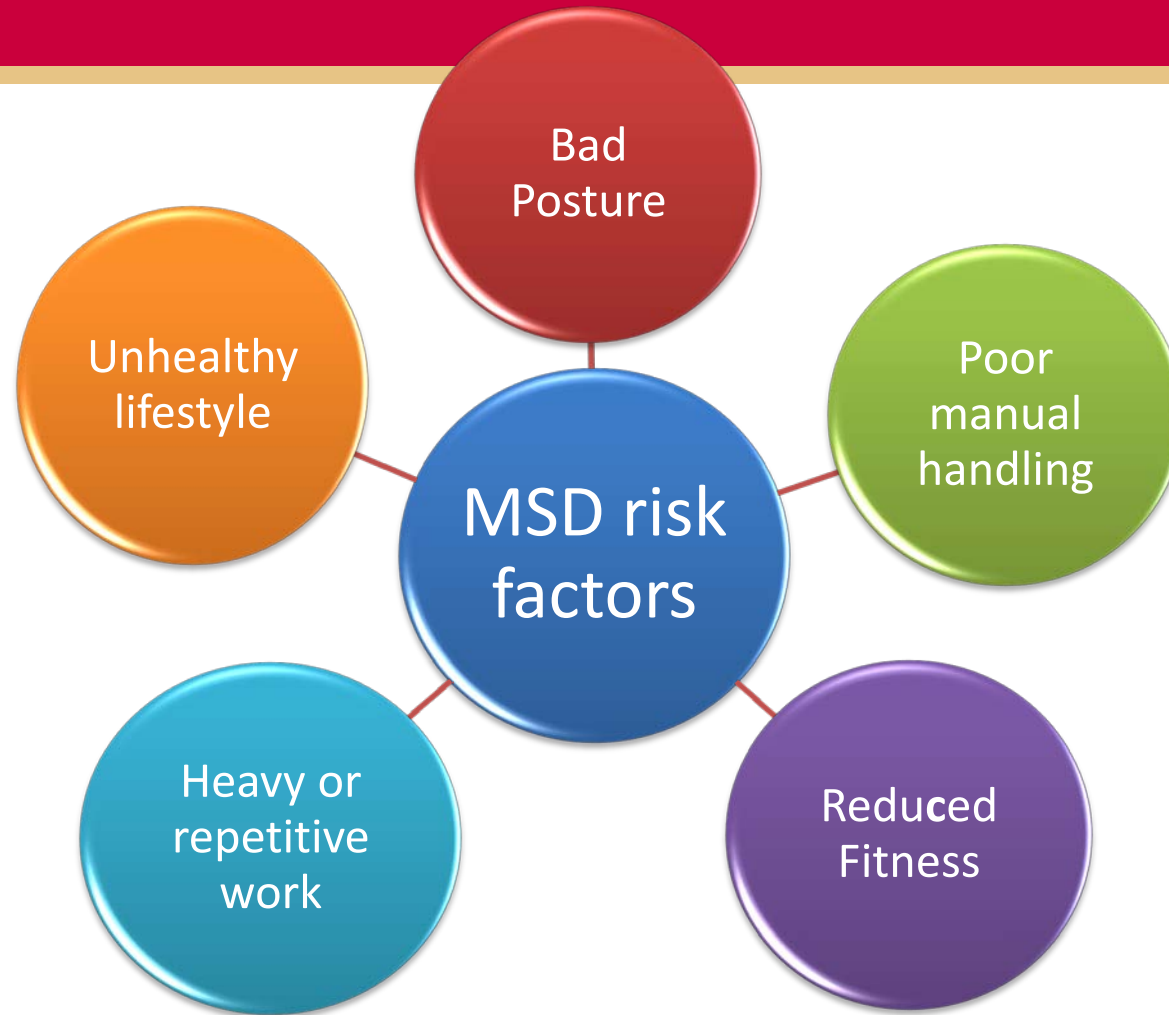 Bad
Posture
Unhealthy
lifestyle
Poor
manual
handling
MSD risk
factors
Heavy or
repetitive
work
Reduced
Fitness